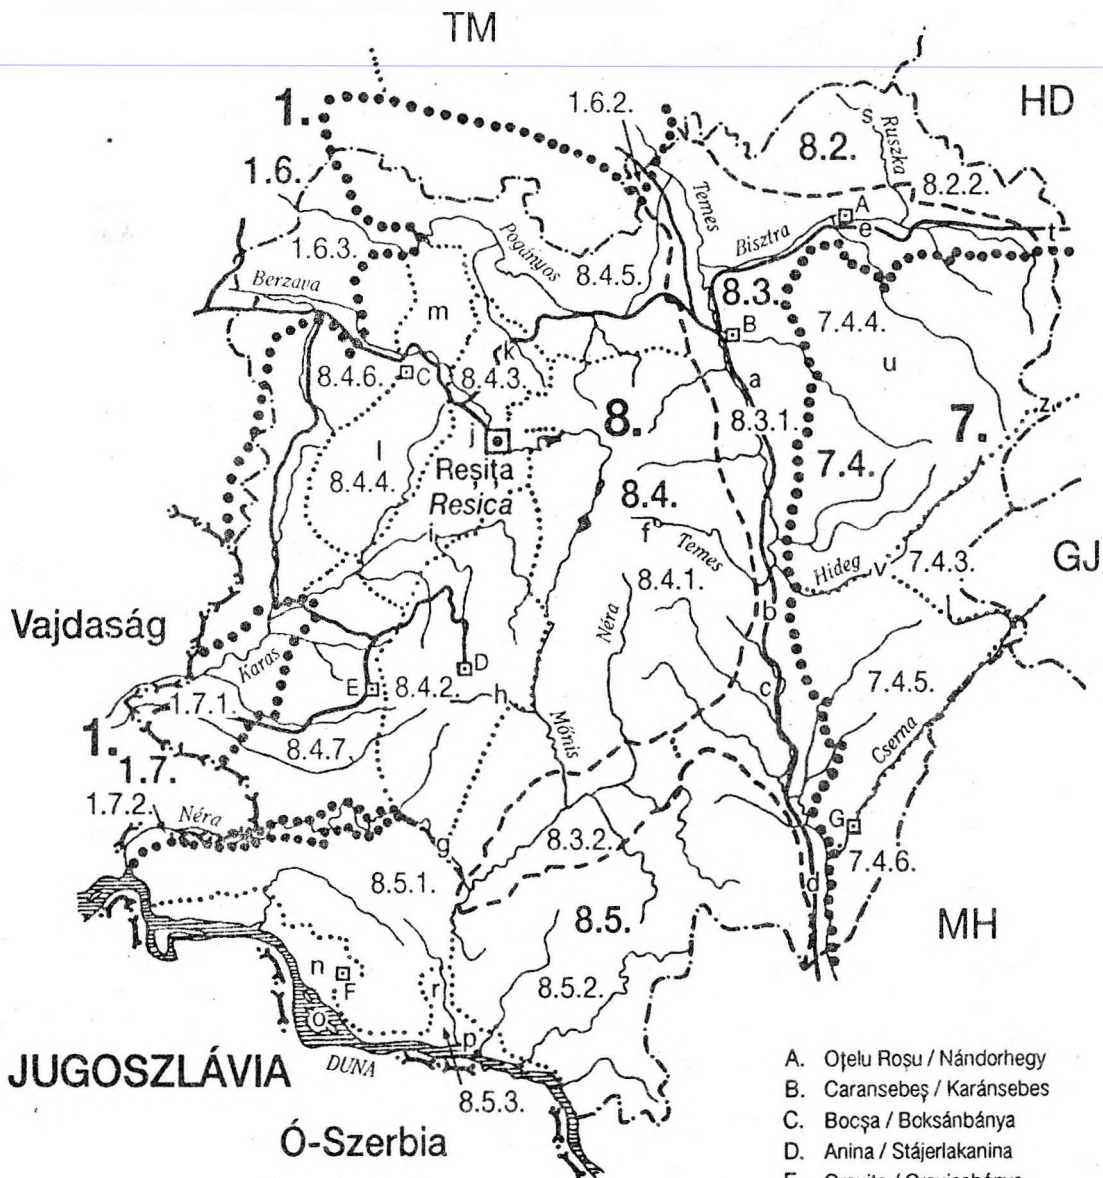 TM
HD
1.
1.6.2.
8.2.
s
Ruszka
1.6.
8.2.2.
Temes
A
e
t
Bisztra
1.6.3.
Pogányos
8.4.5.
Berzava
8.3.
7.4.4.
m
B
u
k
8.4.6.
C
8.4.3.
a
8.
8.3.1.
z
7.
j
l
Reșița
7.4.
8.4.4.
Resica
8.4.
i
f
Temes
GJ
Hideg
v
7.4.3.
8.4.1.
Néra
b
Vajdaság
Karas
D
E
8.4.2.
c
7.4.5.
1.7.1.
h
Cserna
1.
8.4.7.
Mónis
1.7.
1.7.2.
Néra
G
g
8.3.2.
7.4.6.
8.5.1.
d
8.5.
MH
n
F
r
8.5.2.
o
p
JUGOSZLÁVIA
DUNA
8.5.3.
Ó-Szerbia
A. Oțelu Roșu / Nándorhegy
B. Caransebeș / Karánsebes
C. Bocșa / Boksánbánya
D. Anina / Stájerlakanina